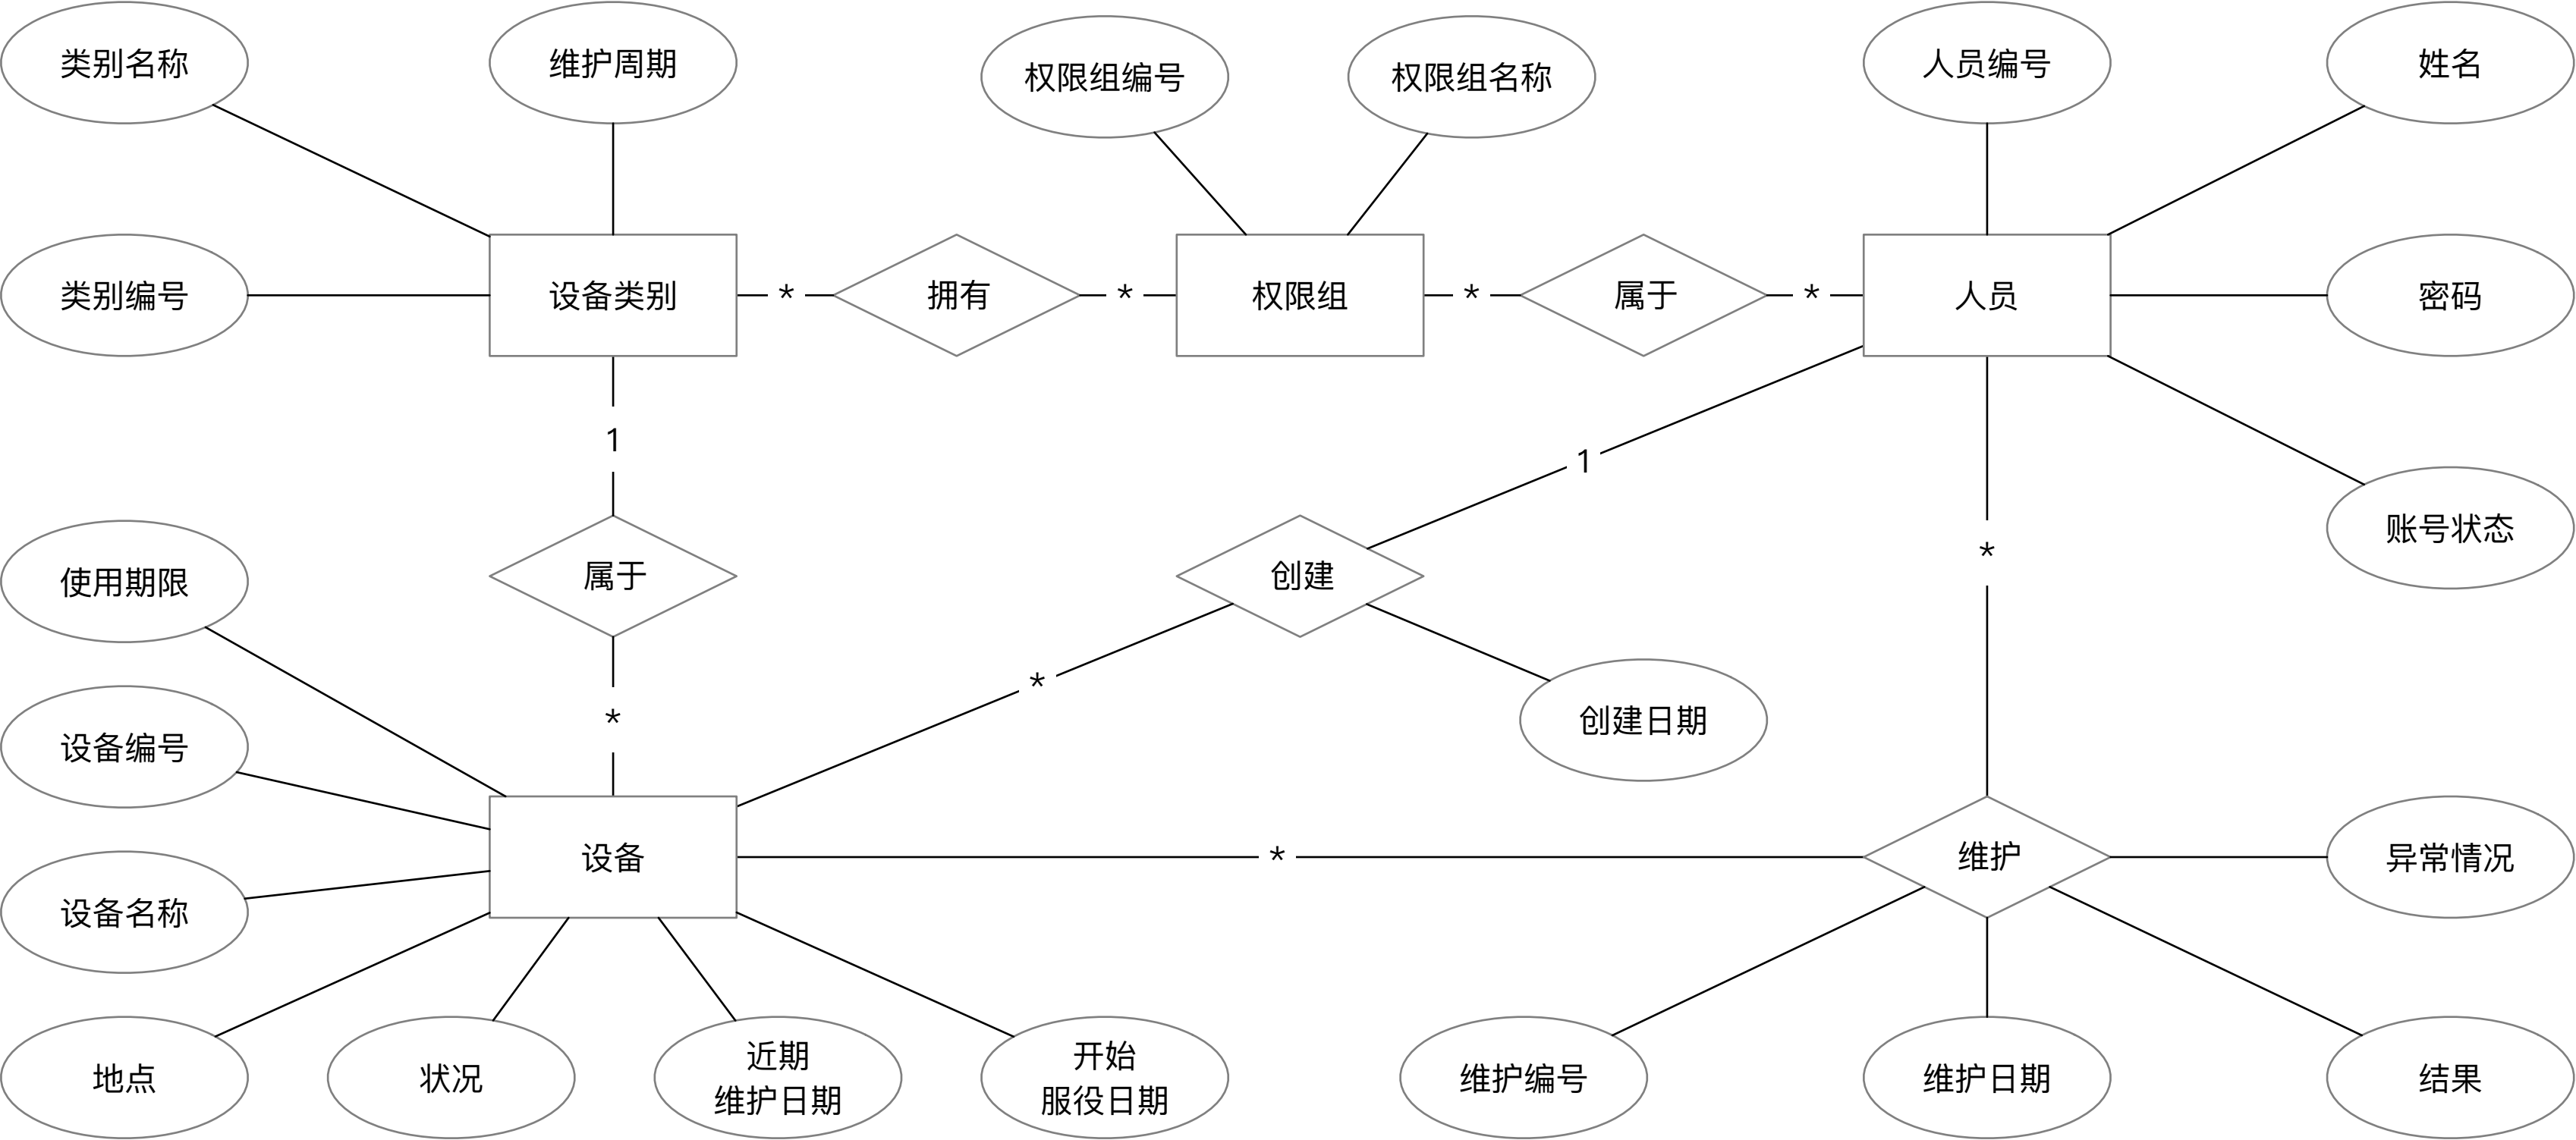 类别名称
维护周期
权限组编号
权限组名称
人员编号
姓名
类别编号
设备类别
*
拥有
*
权限组
*
属于
*
人员
密码
1
1
账号状态
*
使用期限
属于
创建
*
*
创建日期
设备编号
设备名称
设备
*
维护
异常情况
地点
状况
近期
维护日期
开始
服役日期
维护编号
维护日期
结果